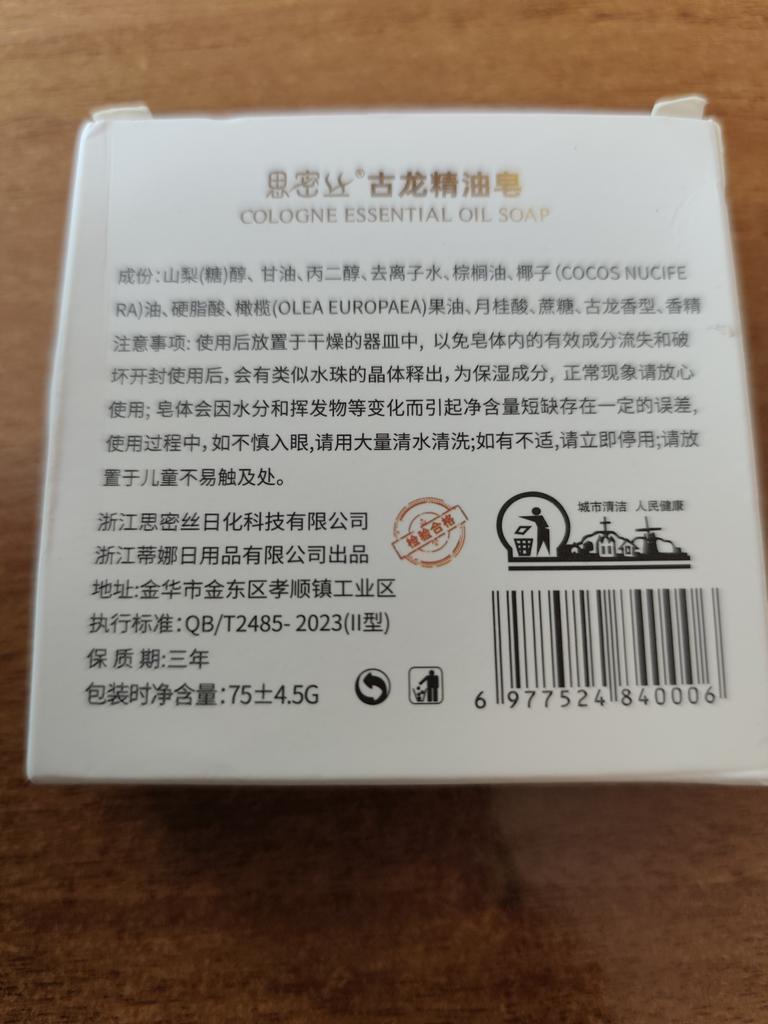 思密丝®古龙精油皂
COLOGNE ESSENTIAL OIL SOAP
成份:山梨(糖)醇、甘油、丙二醇、去离子水、棕榈油、椰子(COCOS NUCIFE
RA)油、硬脂酸、橄榄(OLEA EUROPAEA)果油、月桂酸、蔗糖、古龙香型、香精
注意事项: 使用后放置于干燥的器皿中, 以免皂体内的有效成分流失和破
坏开封使用后,会有类似水珠的晶体释出,为保湿成分, 正常现象请放心
使用; 皂体会因水分和挥发物等变化而引起净含量短缺存在一定的误差,
使用过程中,如不慎入眼,请用大量清水清洗;如有不适,请立即停用;请放
置于儿童不易触及处。
浙江思密丝日化科技有限公司
浙江蒂娜日用品有限公司出品
地址:金华市金东区孝顺镇工业区
执行标准:QB/T2485- 2023(II型)
保 质 期:三年
包装时净含量:75±4.5G
检验合格
城市清洁 人民健康
6 977524 840006